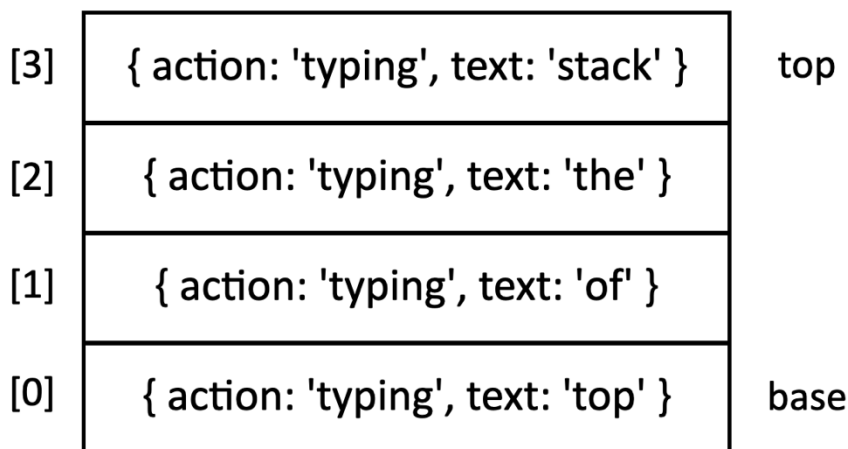 [3] { action: 'typing', text: 'stack' } top
[2] { action: 'typing', text: 'the' }
[1] { action: 'typing', text: 'of' }
[0] { action: 'typing', text: 'top' } base